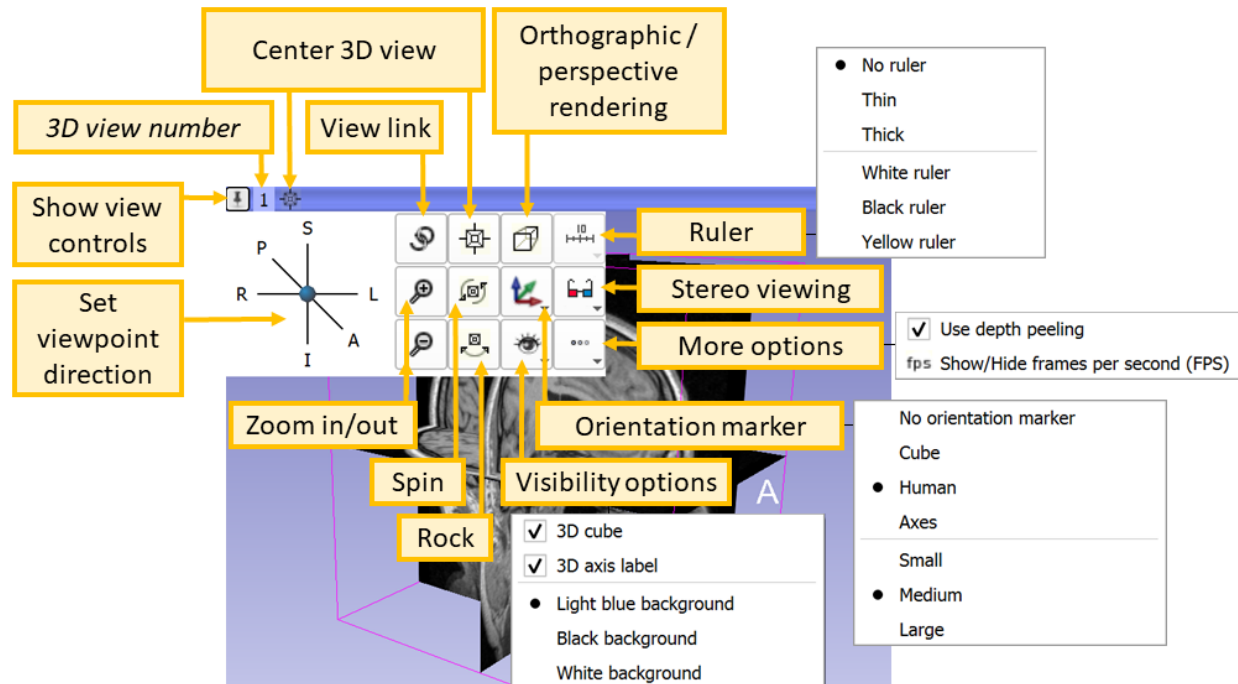 Center 3D view
Orthographic /
perspective
rendering
No ruler
Thin
Thick
White ruler
Black ruler
Yellow ruler
3D view number
View link
Show view
controls
1
S
P
R
L
A
I
10
Ruler
Set
viewpoint
direction
Stereo viewing
More options
Use depth peeling
fps Show/Hide frames per second (FPS)
Zoom in/out
Orientation marker
No orientation marker
Cube
Human
Axes
Small
Medium
Large
Spin
Visibility options
A
Rock
3D cube
3D axis label
Light blue background
Black background
White background